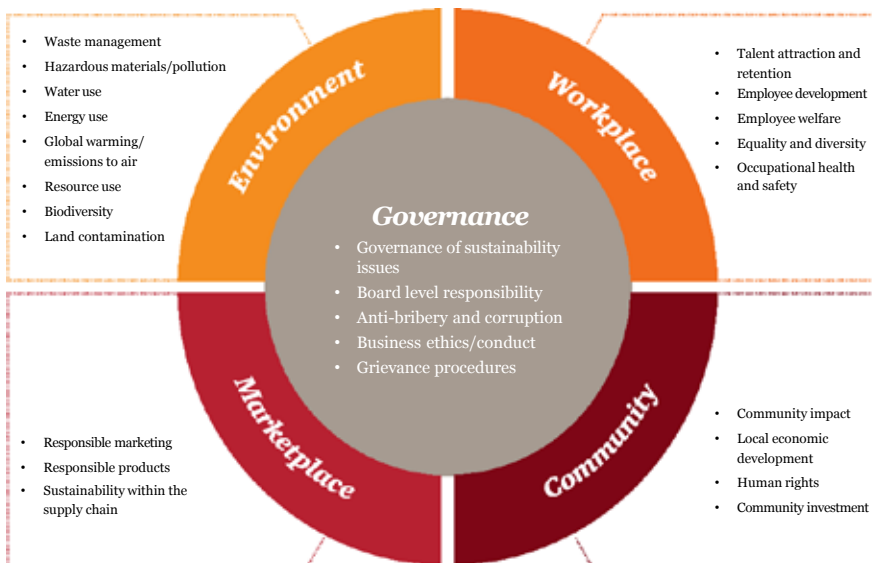 Environment
• Waste management
• Hazardous materials/pollution
• Water use
• Energy use
• Global warming/
emissions to air
• Resource use
• Biodiversity
• Land contamination
Workplace
• Talent attraction and
retention
• Employee development
• Employee welfare
• Equality and diversity
• Occupational health
and safety
Governance
• Governance of sustainability
issues
• Board level responsibility
• Anti-bribery and corruption
• Business ethics/conduct
• Grievance procedures
Marketplace
• Responsible marketing
• Responsible products
• Sustainability within the
supply chain
Community
• Community impact
• Local economic
development
• Human rights
• Community investment